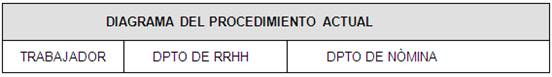 DIAGRAMA DEL PROCEDIMIENTO ACTUAL
TRABAJADOR DPTO DE RRHH DPTO DE NÒMINA